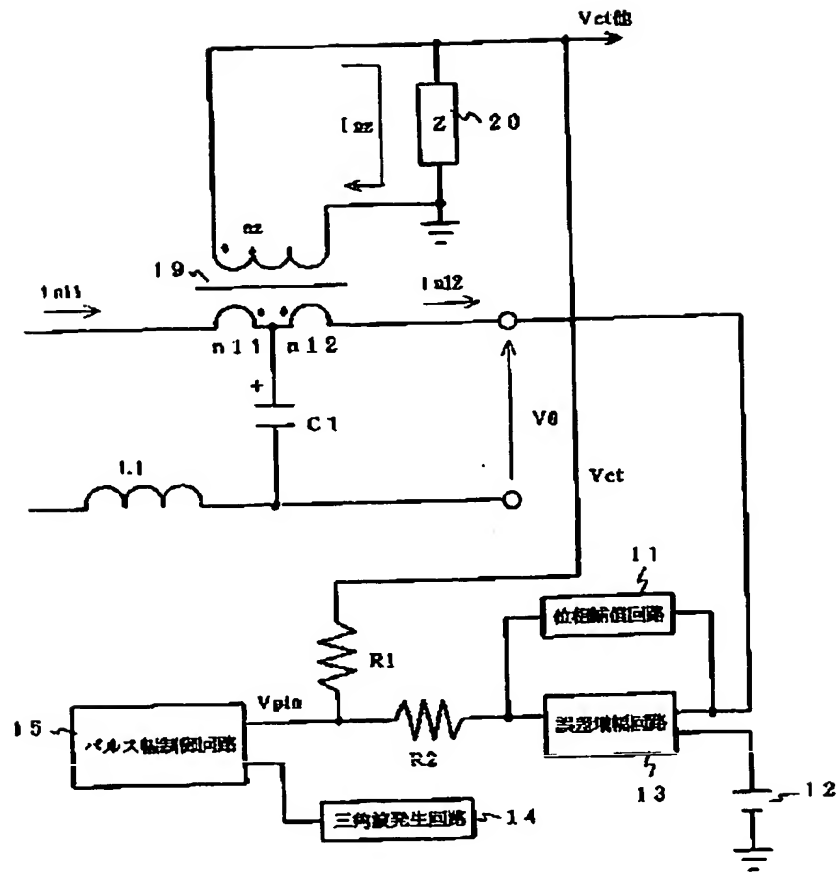 Vct他
Z
20
Inz
nz
19
In11
In12
n11
n12
+
C1
V0
L1
Vct
11
位相補償回路
R1
Vpin
15
パルス幅制御回路
R2
誤差増幅回路
13
12
三角波発生回路
14